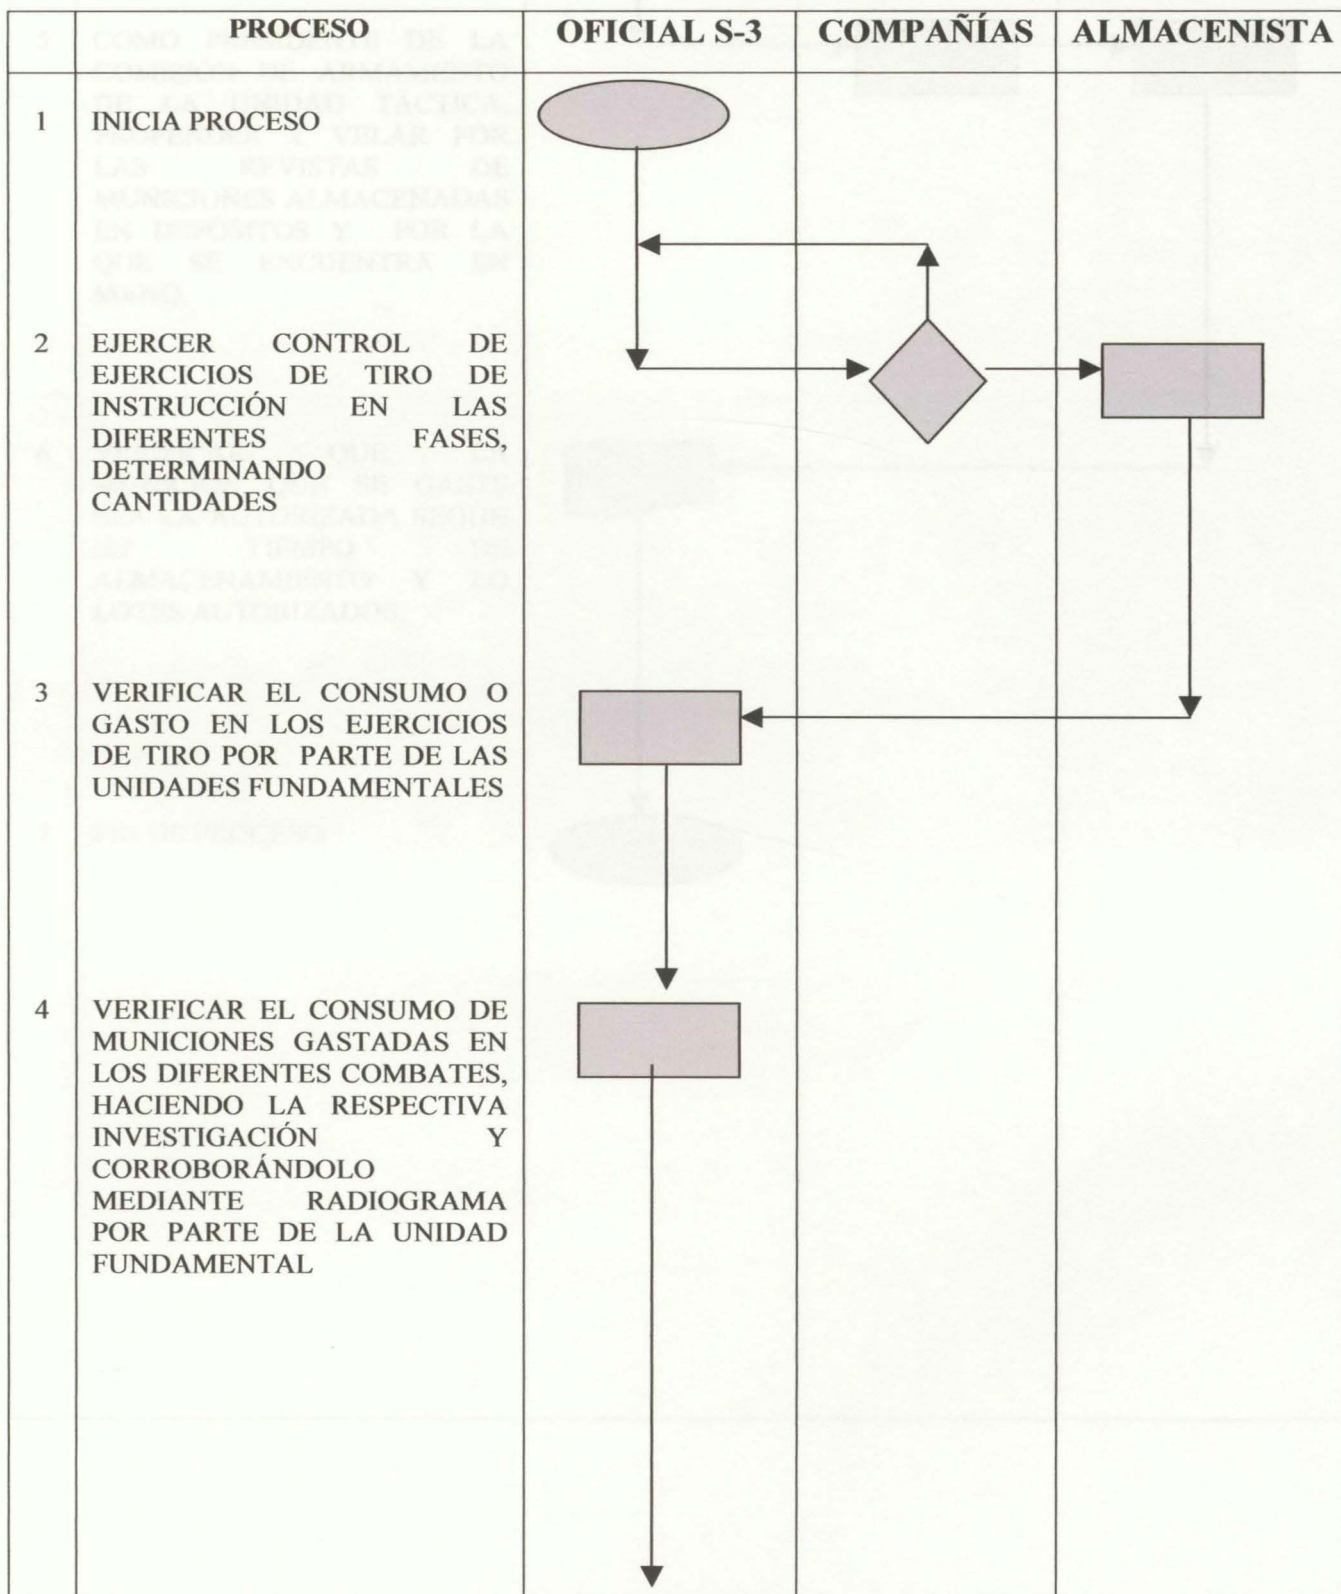 PROCESO OFICIAL S-3 COMPAÑÍAS ALMACENISTA
1 INICIA PROCESO
2 EJERCER CONTROL DE
EJERCICIOS DE TIRO DE
INSTRUCCIÓN EN LAS
DIFERENTES FASES,
DETERMINANDO
CANTIDADES
3 VERIFICAR EL CONSUMO O
GASTO EN LOS EJERCICIOS
DE TIRO POR PARTE DE LAS
UNIDADES FUNDAMENTALES
4 VERIFICAR EL CONSUMO DE
MUNICIONES GASTADAS EN
LOS DIFERENTES COMBATES,
HACIENDO LA RESPECTIVA
INVESTIGACIÓN Y
CORROBORÁNDOLO
MEDIANTE RADIOGRAMA
POR PARTE DE LA UNIDAD
FUNDAMENTAL